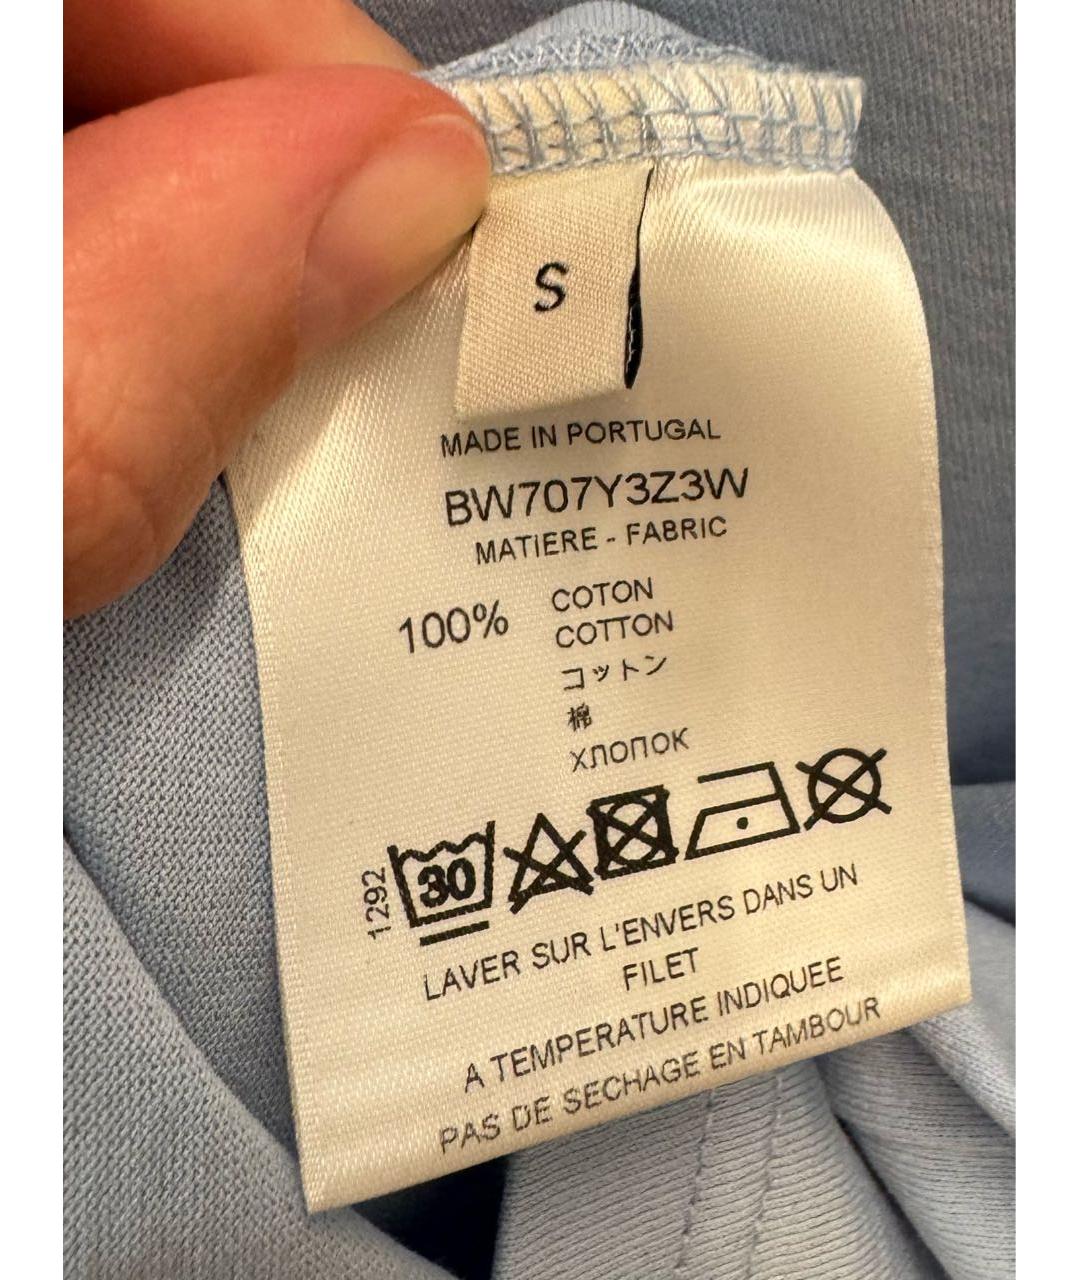 S
MADE IN PORTUGAL
BW707Y3Z3W
MATIERE - FABRIC
100% COTON
COTTON
コットン
棉
ХЛОПОК
1292
30
LAVER SUR L'ENVERS DANS UN
FILET
A TEMPERATURE INDIQUEE
PAS DE SECHAGE EN TAMBOUR